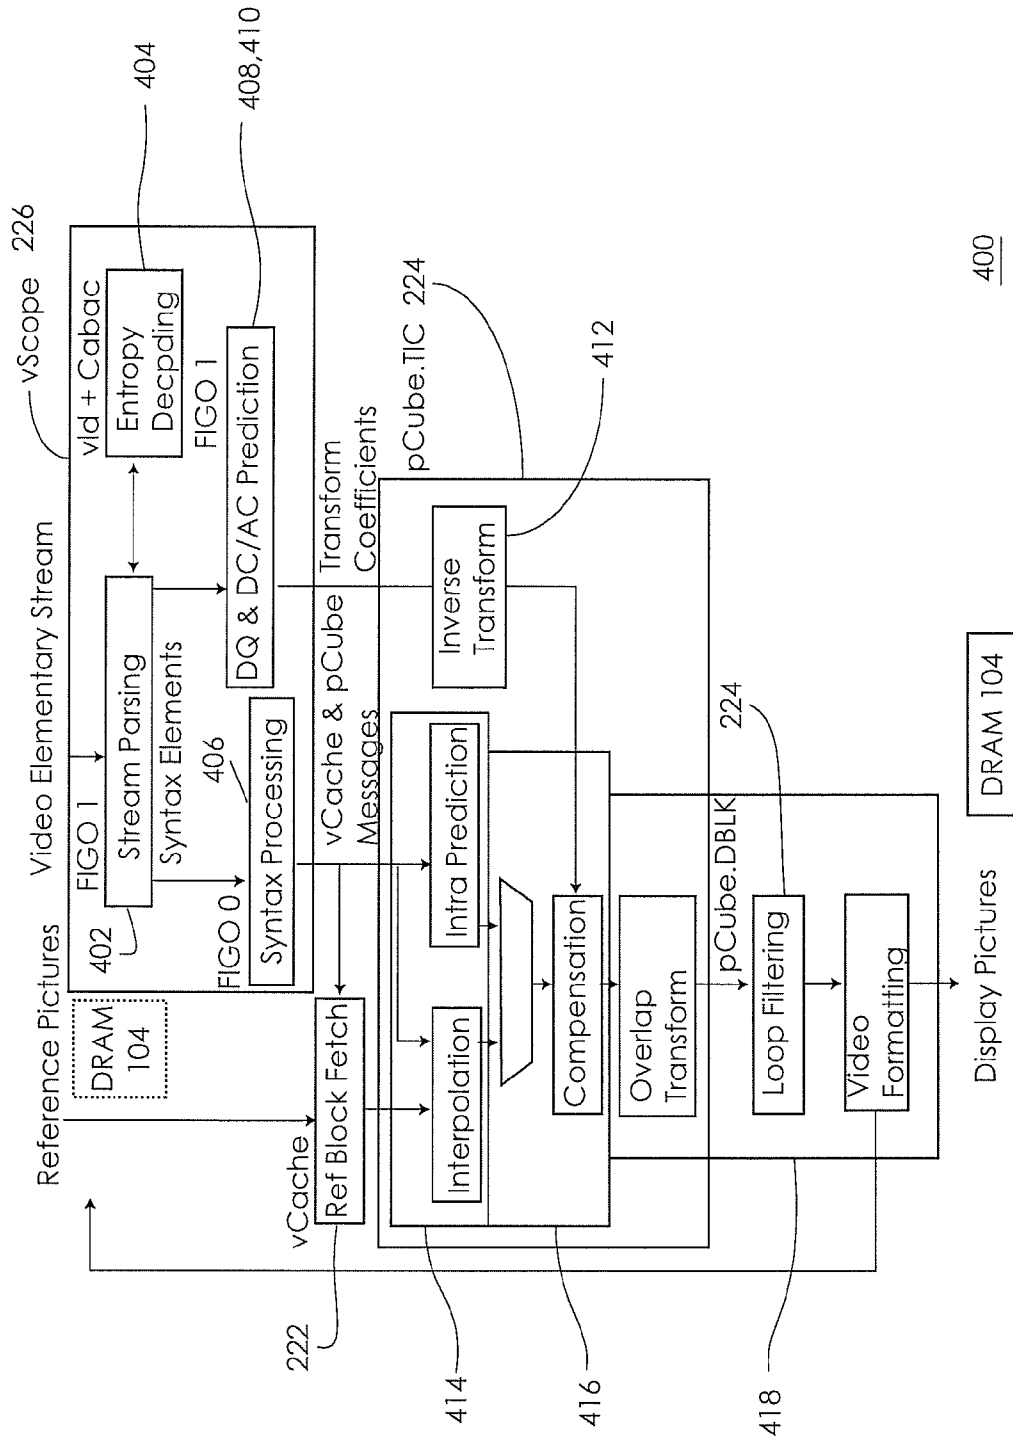 Reference Pictures
Video Elementary Stream
vScope 226
DRAM
104
FIGO 1
vld + Cabac
404
402
Stream Parsing
Syntax Elements
Entropy
Decpding
FIGO 0
406
FIGO 1
408,410
Syntax Processing
DQ & DC/AC Prediction
vCache
Ref Block Fetch
222
vCache & pCube
Messages
Transform
Coefficients
pCube.TIC 224
414
Interpolation
Intra Prediction
Inverse
Transform
412
416
Compensation
Overlap
Transform
pCube.DBLK
224
418
Loop Filtering
Video
Formatting
Display Pictures
DRAM 104
400